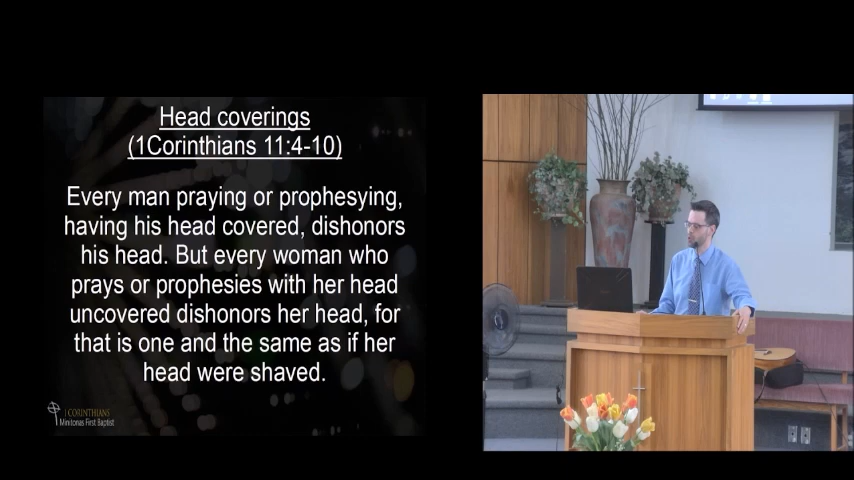 Head coverings
(1Corinthians 11:4-10)
Every man praying or prophesying,
having his head covered, dishonors
his head. But every woman who
prays or prophesies with her head
uncovered dishonors her head, for
that is one and the same as if her
head were shaved.
1 CORINTHIANS
Minitonas First Baptist